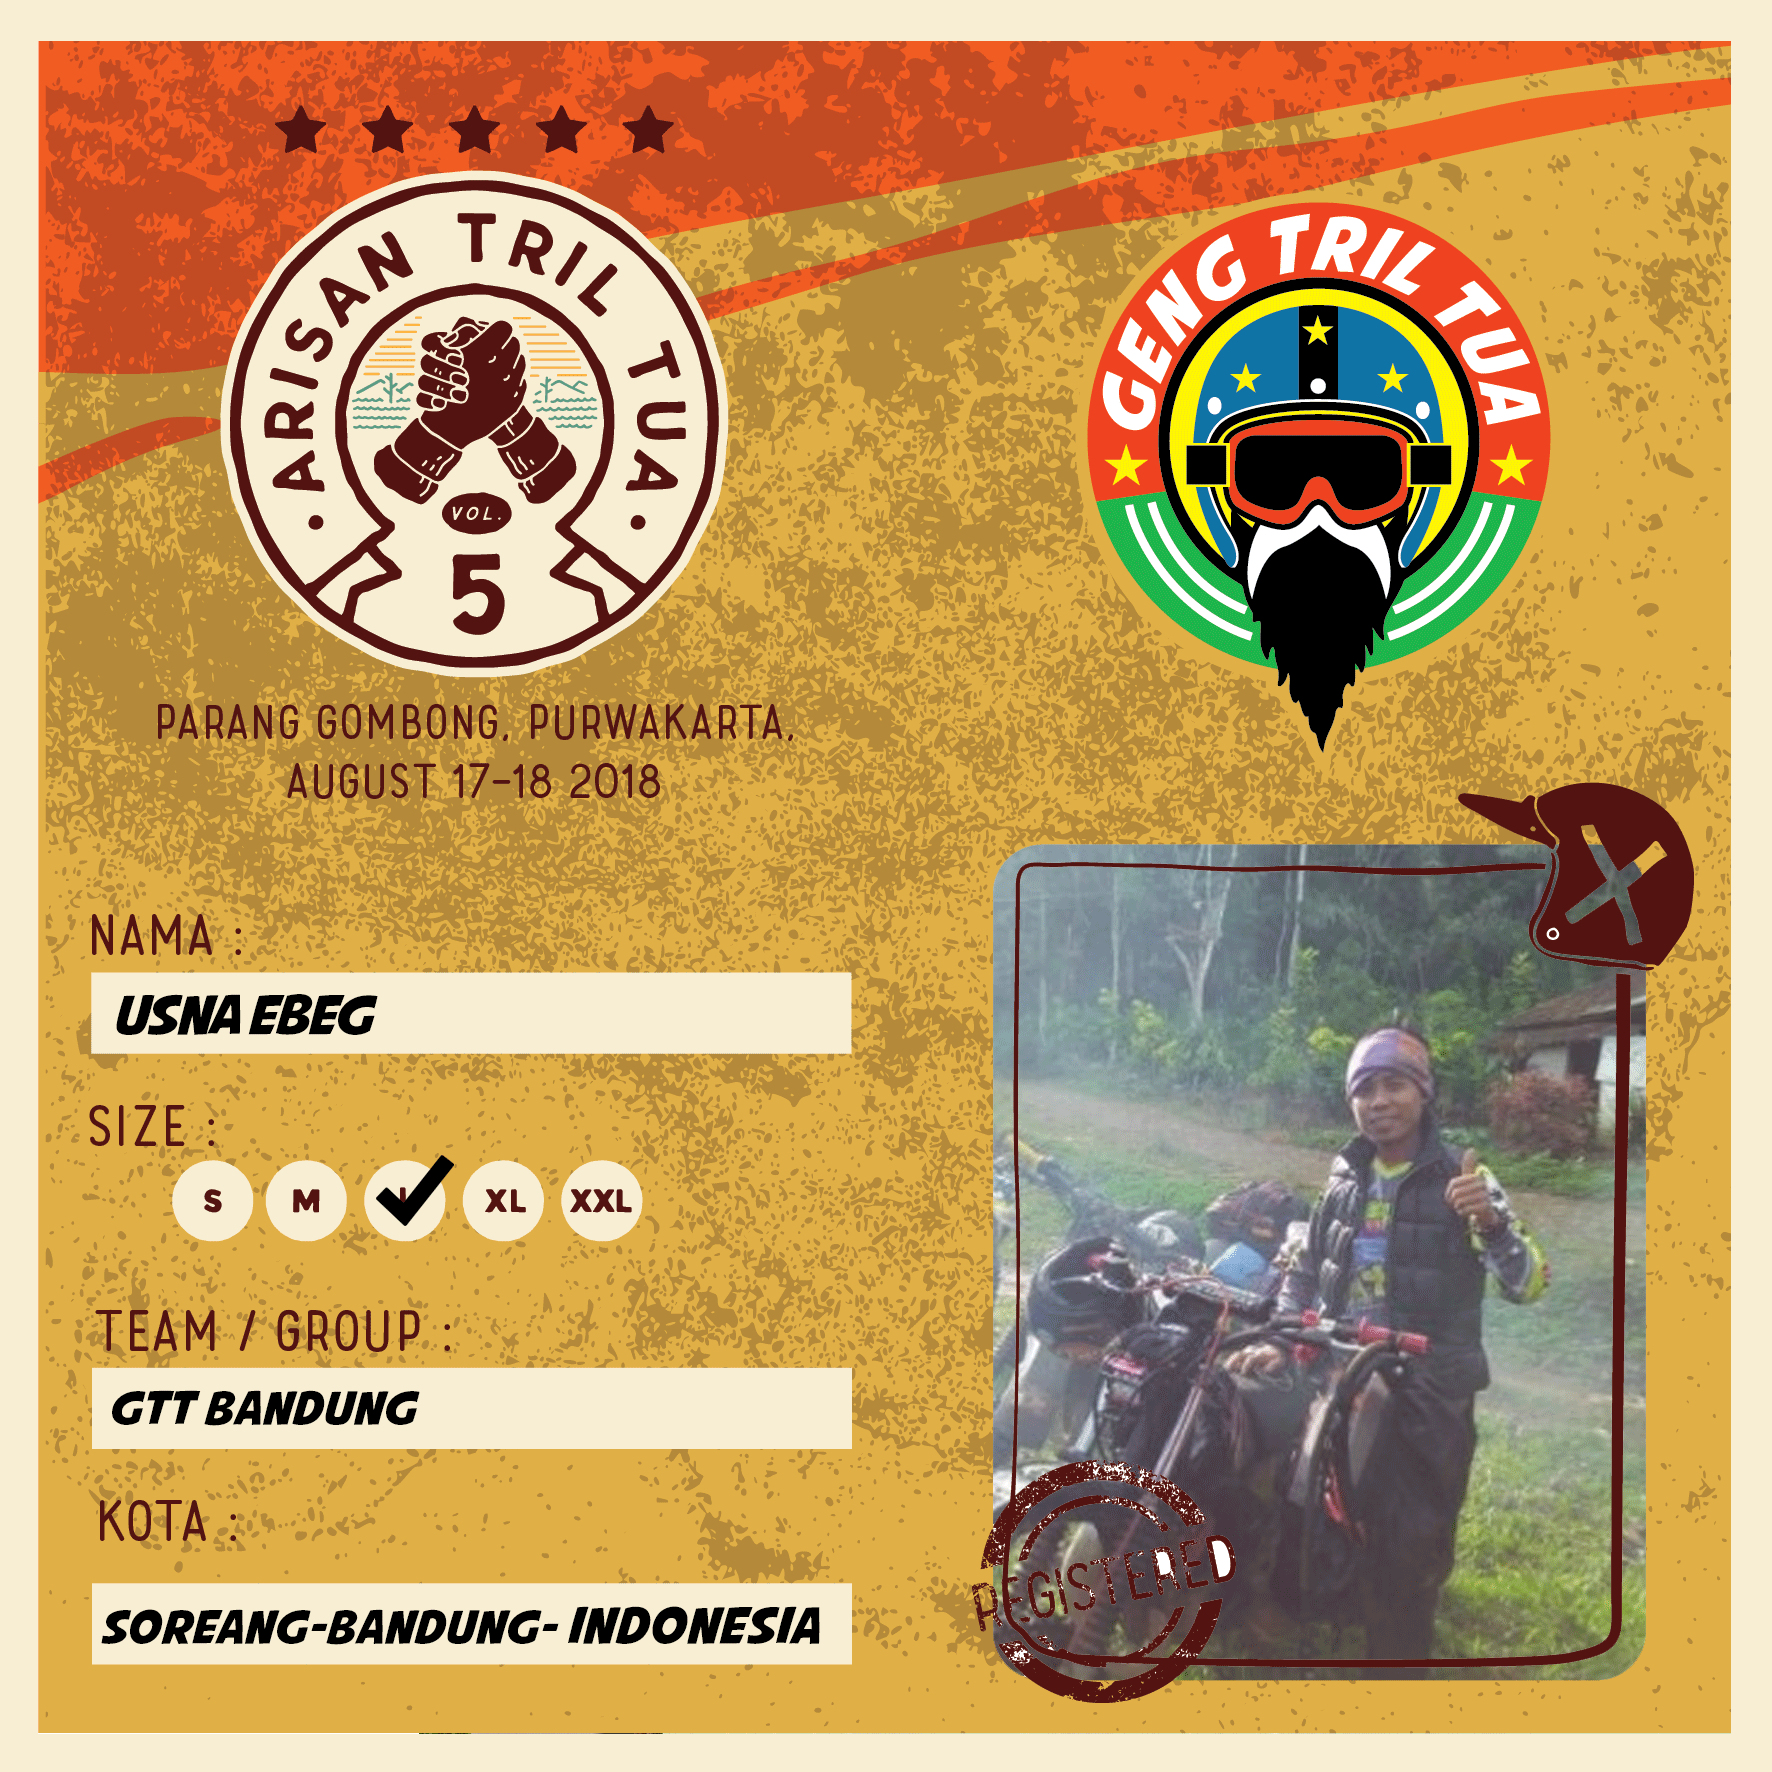 ARISAN TRIL TUA
VOL.
5
GENG TRIL TUA
PARANG GOMBONG, PURWAKARTA,
AUGUST 17-18 2018
NAMA :
USNA EBEG
SIZE :
S M L XL XXL
TEAM / GROUP :
GTT BANDUNG
KOTA :
SOREANG-BANDUNG- INDONESIA
REGISTERED